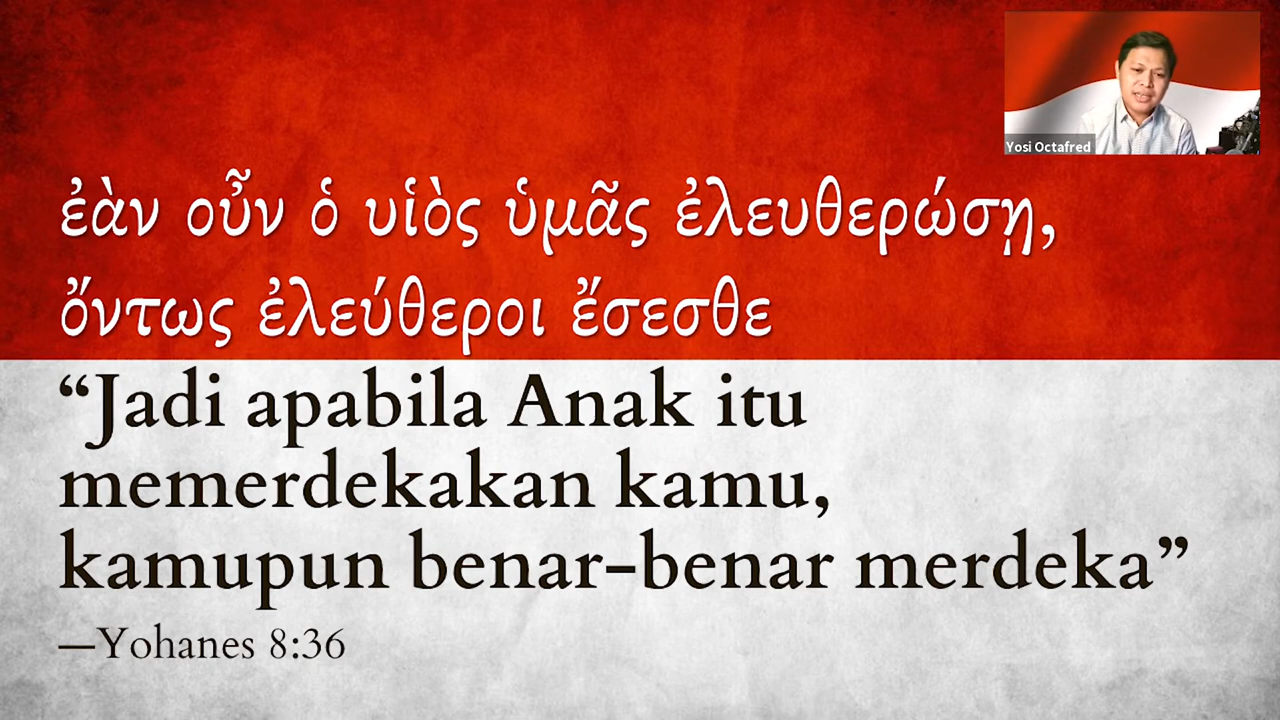 Yosi Octafred
ἐὰν οὖν ὁ υἱὸς ὑμᾶς ἐλευθερώσῃ,
ὄντως ἐλεύθεροι ἔσεσθε
“Jadi apabila Anak itu
memerdekakan kamu,
kamupun benar-benar merdeka”
—Yohanes 8:36